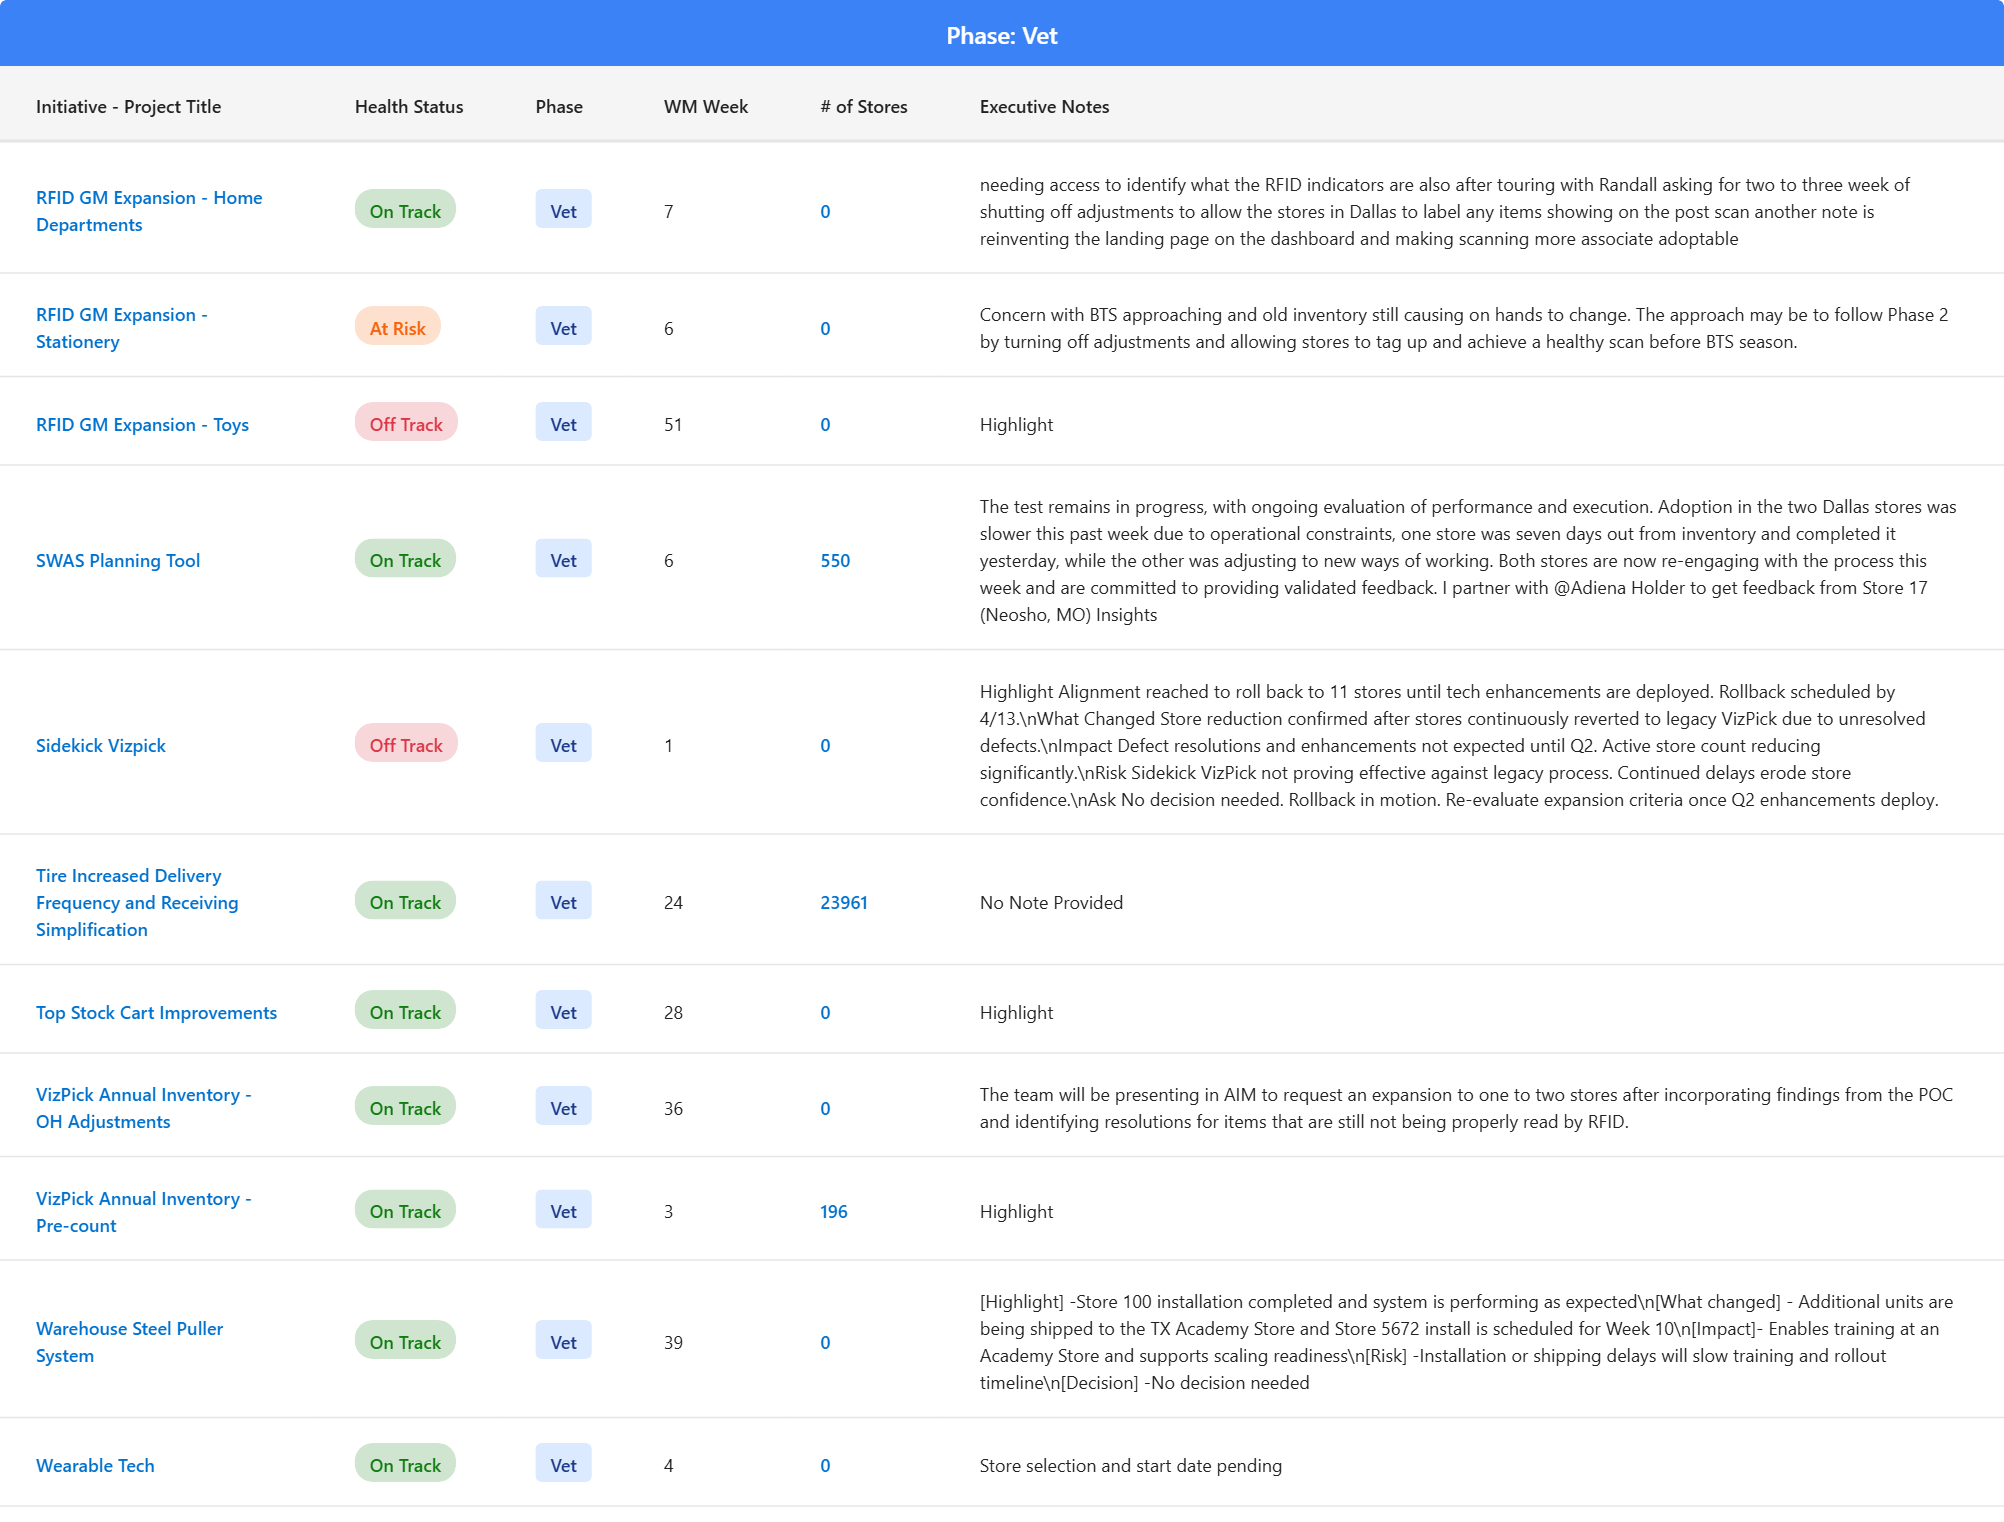 Phase: Vet
Initiative - Project Title
Health Status
Phase
WM Week
# of Stores
Executive Notes
RFID GM Expansion - Home
Departments
On Track
Vet
7
0
needing access to identify what the RFID indicators are also after touring with Randall asking for two to three week of
shutting off adjustments to allow the stores in Dallas to label any items showing on the post scan another note is
reinventing the landing page on the dashboard and making scanning more associate adoptable
RFID GM Expansion -
Stationery
At Risk
Vet
6
0
Concern with BTS approaching and old inventory still causing on hands to change. The approach may be to follow Phase 2
by turning off adjustments and allowing stores to tag up and achieve a healthy scan before BTS season.
RFID GM Expansion - Toys
Off Track
Vet
51
0
Highlight
SWAS Planning Tool
On Track
Vet
6
550
The test remains in progress, with ongoing evaluation of performance and execution. Adoption in the two Dallas stores was
slower this past week due to operational constraints, one store was seven days out from inventory and completed it
yesterday, while the other was adjusting to new ways of working. Both stores are now re-engaging with the process this
week and are committed to providing validated feedback. I partner with @Adiena Holder to get feedback from Store 17
(Neosho, MO) Insights
Sidekick Vizpick
Off Track
Vet
1
0
Highlight Alignment reached to roll back to 11 stores until tech enhancements are deployed. Rollback scheduled by
4/13.\nWhat Changed Store reduction confirmed after stores continuously reverted to legacy VizPick due to unresolved
defects.\nImpact Defect resolutions and enhancements not expected until Q2. Active store count reducing
significantly.\nRisk Sidekick VizPick not proving effective against legacy process. Continued delays erode store
confidence.\nAsk No decision needed. Rollback in motion. Re-evaluate expansion criteria once Q2 enhancements deploy.
Tire Increased Delivery
Frequency and Receiving
Simplification
On Track
Vet
24
23961
No Note Provided
Top Stock Cart Improvements
On Track
Vet
28
0
Highlight
VizPick Annual Inventory -
OH Adjustments
On Track
Vet
36
0
The team will be presenting in AIM to request an expansion to one to two stores after incorporating findings from the POC
and identifying resolutions for items that are still not being properly read by RFID.
VizPick Annual Inventory -
Pre-count
On Track
Vet
3
196
Highlight
Warehouse Steel Puller
System
On Track
Vet
39
0
[Highlight] -Store 100 installation completed and system is performing as expected\n[What changed] - Additional units are
being shipped to the TX Academy Store and Store 5672 install is scheduled for Week 10\n[Impact]- Enables training at an
Academy Store and supports scaling readiness\n[Risk] -Installation or shipping delays will slow training and rollout
timeline\n[Decision] -No decision needed
Wearable Tech
On Track
Vet
4
0
Store selection and start date pending